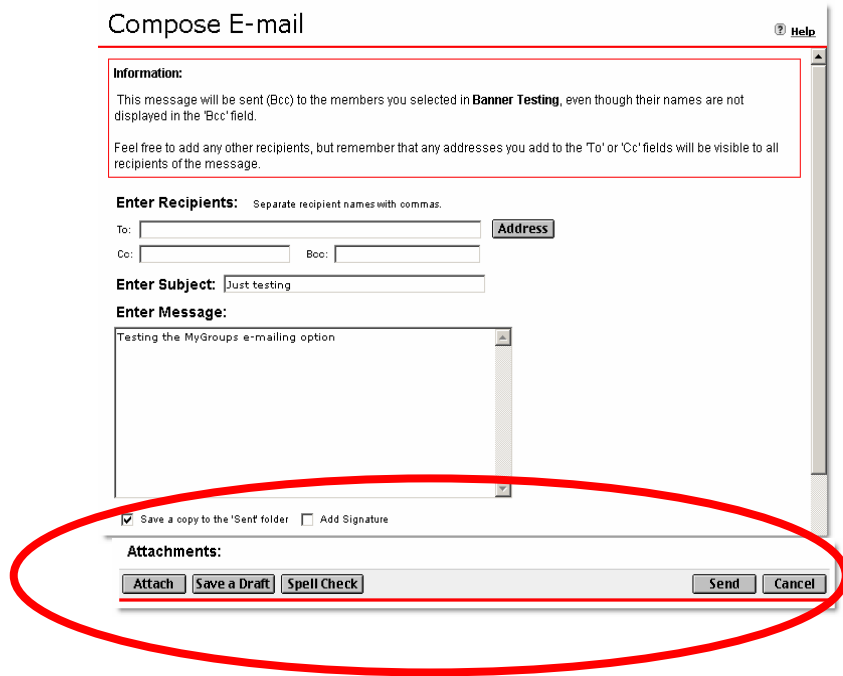 Compose E-mail
? Help
Information:
This message will be sent (Bcc) to the members you selected in Banner Testing, even though their names are not
displayed in the 'Bcc' field.
Feel free to add any other recipients, but remember that any addresses you add to the 'To' or 'Cc' fields will be visible to all
recipients of the message.
Enter Recipients: Separate recipient names with commas.
To: Address
Cc: Bcc:
Enter Subject: Just testing
Enter Message:
Testing the MyGroups e-mailing option
Save a copy to the 'Sent' folder Add Signature
Attachments:
Attach Save a Draft Spell Check Send Cancel